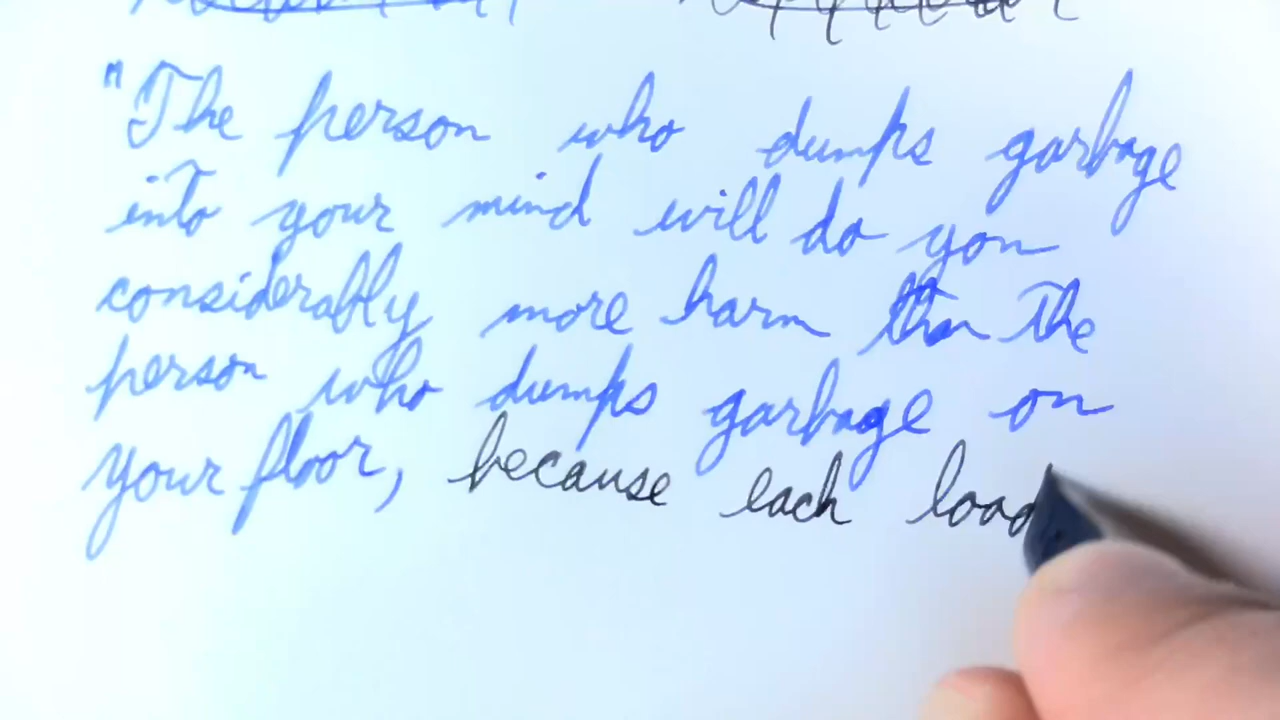 "The person who dumps garbage
into your mind will do you
considerably more harm than the
person who dumps garbage on
your floor, because each load